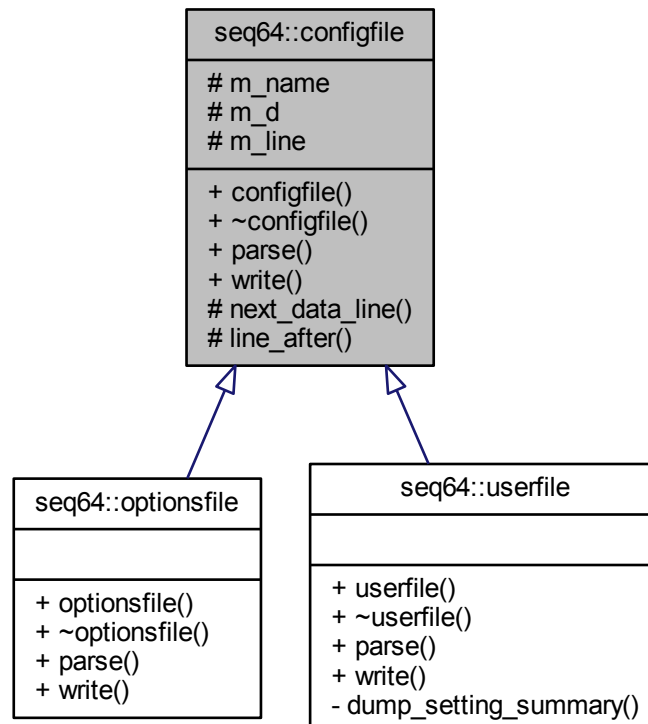 seq64::configfile
# m_name
# m_d
# m_line
+ configfile()
+ ~configfile()
+ parse()
+ write()
# next_data_line()
# line_after()
seq64::optionsfile
+ optionsfile()
+ ~optionsfile()
+ parse()
+ write()
seq64::userfile
+ userfile()
+ ~userfile()
+ parse()
+ write()
- dump_setting_summary()